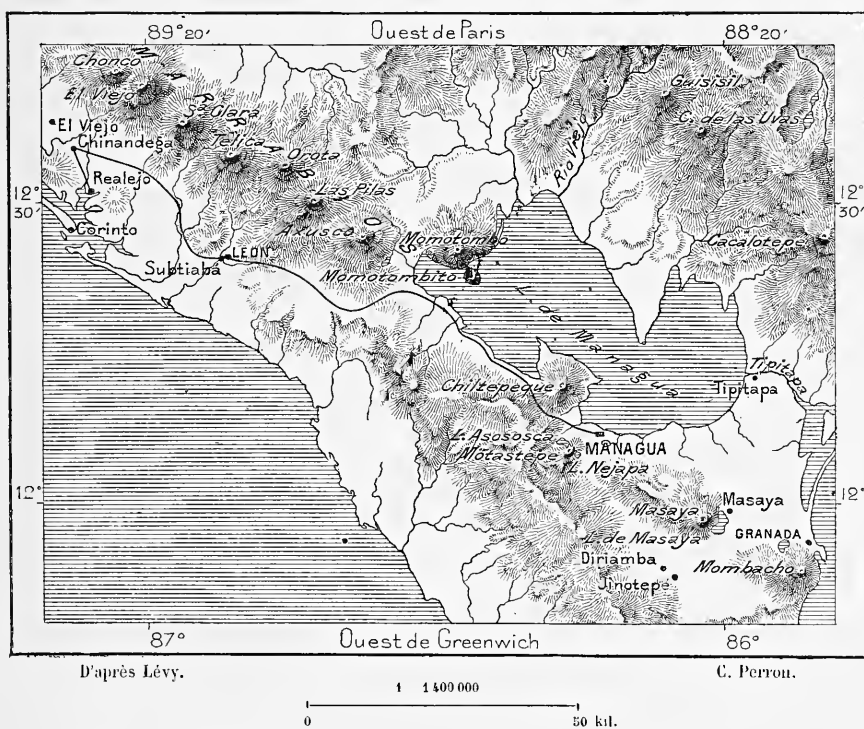 89°20'
Ouest de Paris
88°20'
MARRABIOS
Chonco
El Viejo
Sa Clara
Telica
Orota
Las Pilas
Axusco
Guisisil
C. de las Uvas
Rio Viejo
El Viejo
Chinandega
Realejo
Corinto
12°
30'
12°
30'
LEON
Subtiaba
Momotombo
Momotombito
Cacalotepe
L. de Managua
Chiltepeque
Tipitapa
Tipitapa
L. Asososca
MANAGUA
Motastepe
L. Nejapa
12°
12°
Masaya
Masaya
L. de Masaya
GRANADA
Diriamba
Mombacho
Jinotepe
87°
Ouest de Greenwich
86°
D'après Lévy.
C. Perron.
1 1 400 000
0
50 kil.